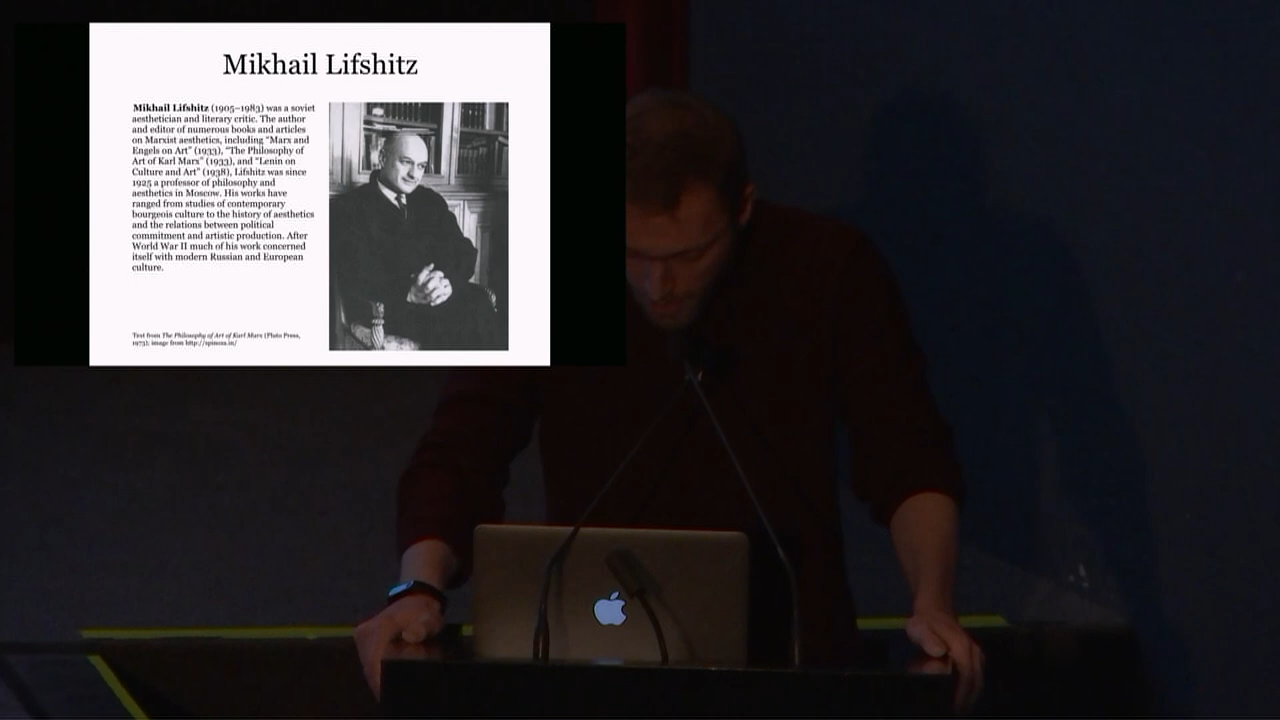 Mikhail Lifshitz
Mikhail Lifshitz (1905–1983) was a soviet
aesthetician and literary critic. The author
and editor of numerous books and articles
on Marxist aesthetics, including "Marx and
Engels on Art" (1933), "The Philosophy of
Art of Karl Marx" (1933), and "Lenin on
Culture and Art" (1938), Lifshitz was since
1925 a professor of philosophy and
aesthetics in Moscow. His works have
ranged from studies of contemporary
bourgeois culture to the history of aesthetics
and the relations between political
commitment and artistic production. After
World War II much of his work concerned
itself with modern Russian and European
culture.
Text from The Philosophy of Art of Karl Marx (Pluto Press,
1973); image from http://spinoza.in/